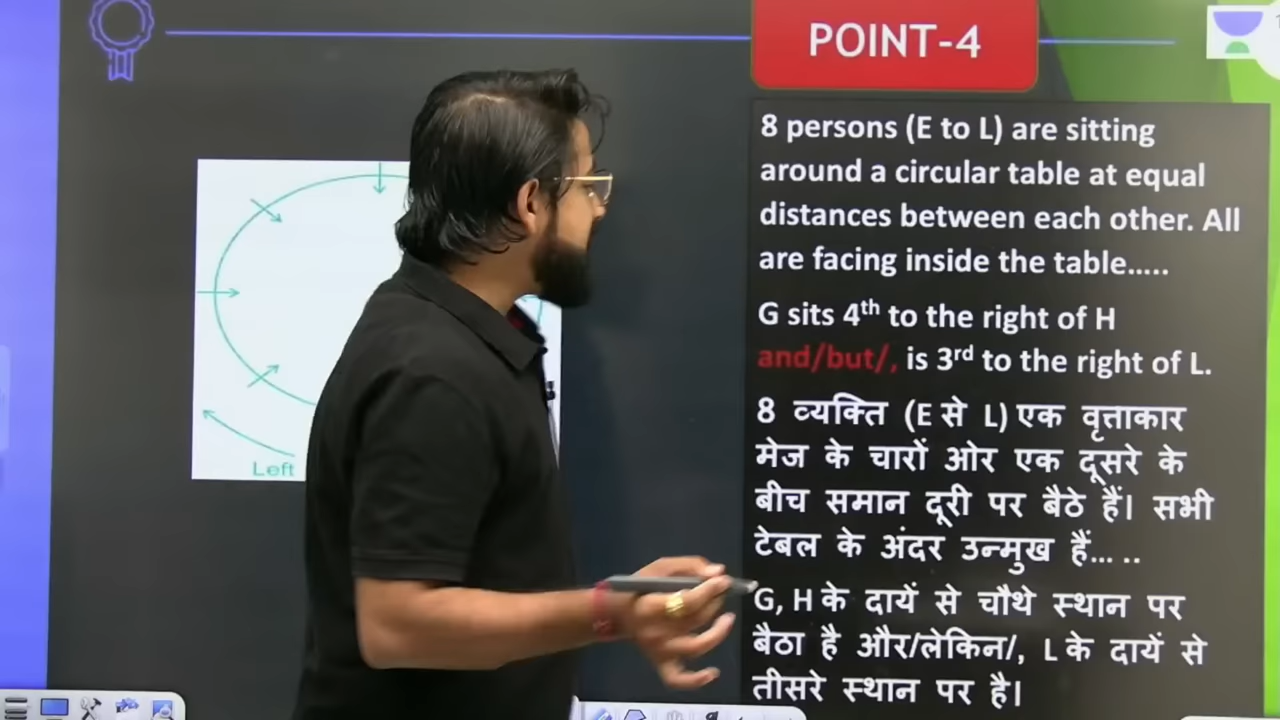 POINT-4
8 persons (E to L) are sitting
around a circular table at equal
distances between each other. All
are facing inside the table.....
G sits 4th to the right of H
and/but/, is 3rd to the right of L.
8 व्यक्ति (E से L) एक वृत्ताकार
मेज के चारों ओर एक दूसरे के
बीच समान दूरी पर बैठे हैं। सभी
टेबल के अंदर उन्मुख हैं... ..
G, H के दायें से चौथे स्थान पर
बैठा है और/लेकिन/, L के दायें से
तीसरे स्थान पर है।
Left